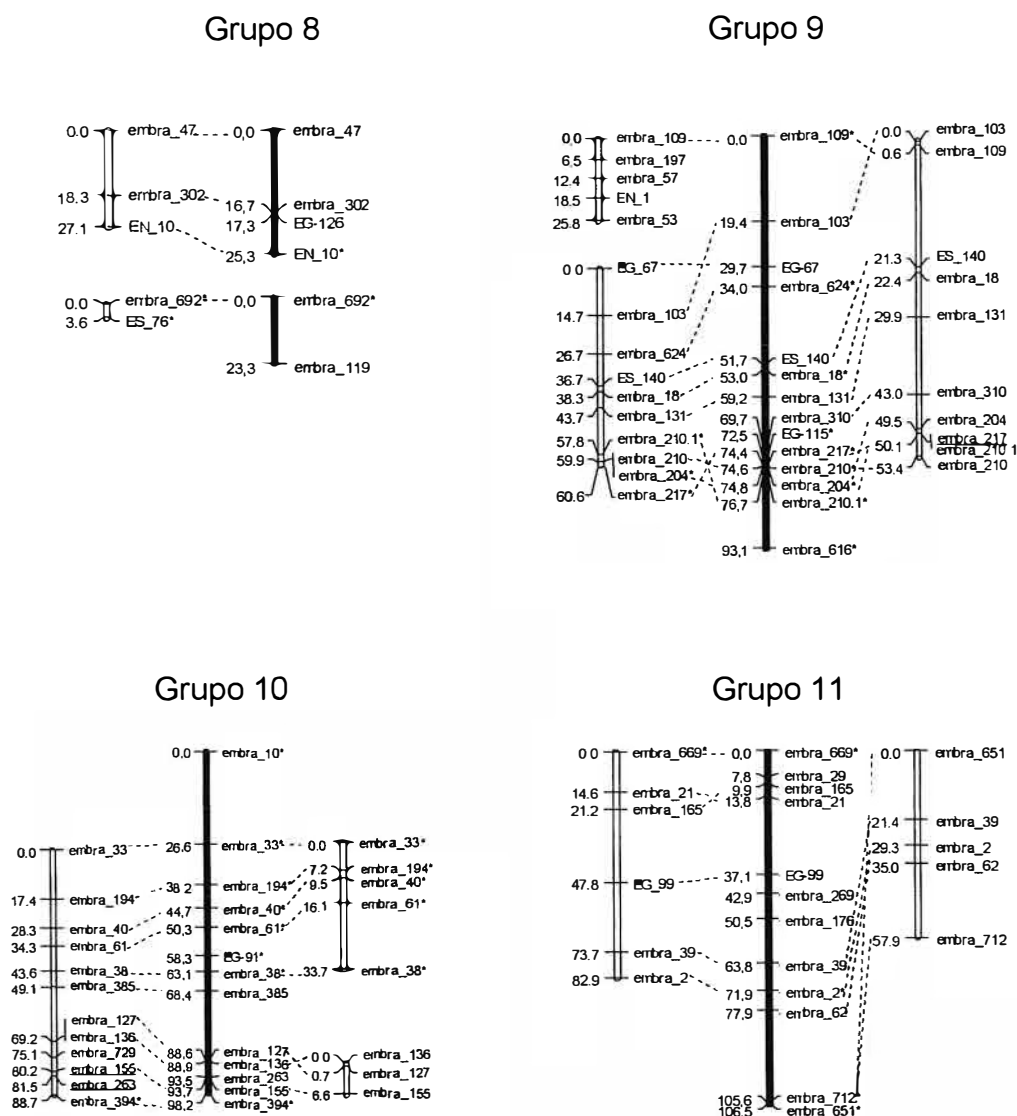 Grupo 8
0.0 embra_47 0,0 embra_47
18.3 embra_302 16,7 embra_302
27.1 EN_10 17,3 EG-126
25,3 EN_10*
0.0 embra_692* 0,0 embra_692*
3.6 ES_76*
23,3 embra_119
Grupo 9
0,0 embra_109
6.5 embra_197
12.4 embra_57
18.5 EN_1
25.8 embra_53
0.0 EG_67
14.7 embra_103
26.7 embra_624
36.7 ES_140
38.3 embra_18
43.7 embra_131
57.8 embra_210.1
59.9 embra_210
embra_204*
60.6 embra_217*
0.0 embra_109*
19.4 embra_103
29.7 EG-67
34,0 embra_624*
51.7 ES_140
53.0 embra_18*
59,2 embra_131
69,7 embra_310
72,5 EG-115*
74,4 embra_217*
74,6 embra_210*
74,8 embra_204*
76,7 embra_210.1*
93,1 embra_616*
0.0 embra_103
0.6 embra_109
21.3 ES_140
22.4 embra_18
29.9 embra_131
43.0 embra_310
49.5 embra_204
50.1 embra_217
embra_210 1
53.4 embra_210
Grupo 10
0.0 embra_33
17.4 embra_194
28.3 embra_40
34.3 embra_61
43.6 embra_38
49.1 embra_385
embra_127
69.2 embra_136
75.1 embra_729
80.2 embra_155
81.5 embra_263
88.7 embra_394*
0.0 embra_10*
26.6 embra_33*
38.2 embra_194*
44,7 embra_40*
50,3 embra_61*
58,3 EG-91*
63,1 embra_38*
68,4 embra_385
88,6 embra_127
88,9 embra_136
93,5 embra_263
93,7 embra_155
98,2 embra_394*
0.0 embra_33*
7.2 embra_194*
9.5 embra_40*
16.1 embra_61*
33.7 embra_38*
0.0 embra_136
0.7 embra_127
6.6 embra_155
Grupo 11
0.0 embra_669*
14.6 embra_21
21.2 embra_165
47.8 EG_99
73.7 embra_39
82.9 embra_2
0,0 embra_669*
7,8 embra_29
9.9 embra_165
13,8 embra_21
37,1 EG-99
42,9 embra_269
50,5 embra_176
63,8 embra_39
71,9 embra_2*
77,9 embra_62
105.6 embra_712*
106.5 embra_651*
0.0 embra_651
21.4 embra_39
29.3 embra_2
35.0 embra_62
57.9 embra_712